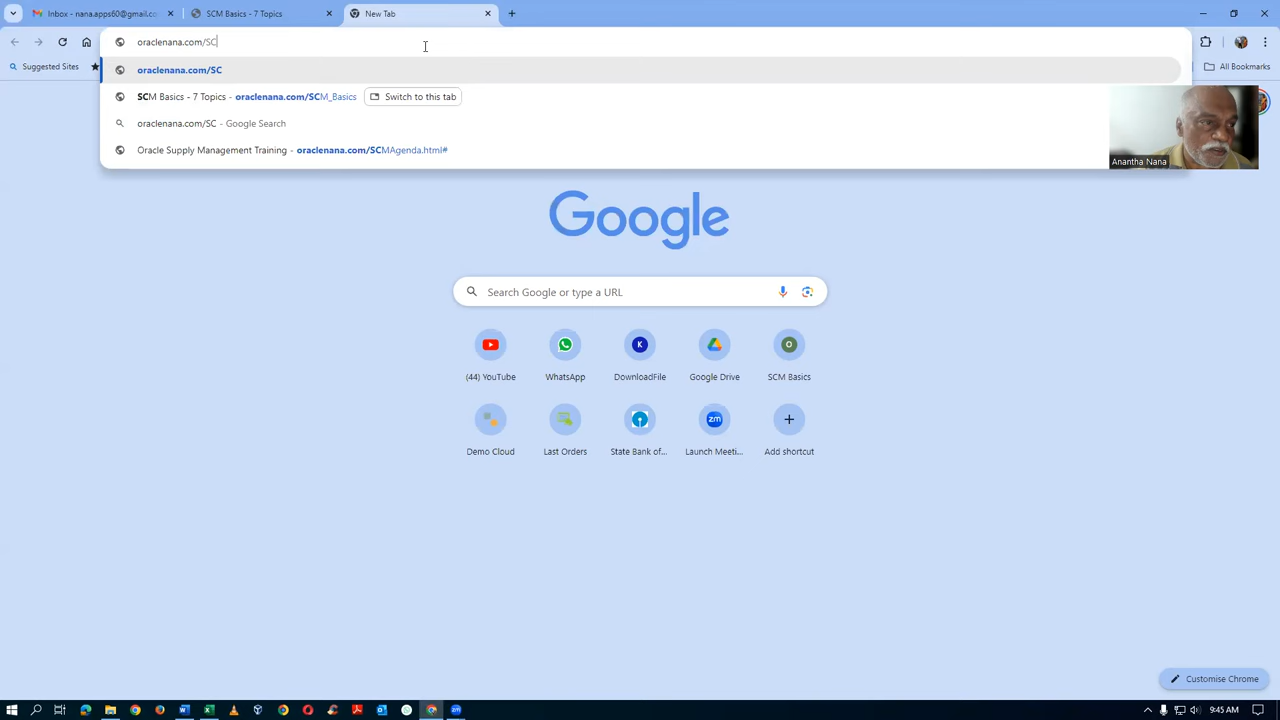 Inbox - nana.apps60@gmail.co
SCM Basics - 7 Topics
New Tab
oraclenana.com/SC
Suggested Sites
All Bookmarks
oraclenana.com/SC
SCM Basics - 7 Topics - oraclenana.com/SCM_Basics
Switch to this tab
oraclenana.com/SC - Google Search
Oracle Supply Management Training - oraclenana.com/SCMAgenda.html#
Anantha Nana
Google
Search Google or type a URL
K
O
(44) YouTube
WhatsApp
DownloadFile
Google Drive
SCM Basics
zm
Demo Cloud
Last Orders
State Bank of...
Launch Meeti...
Add shortcut
Customise Chrome
9:45 AM